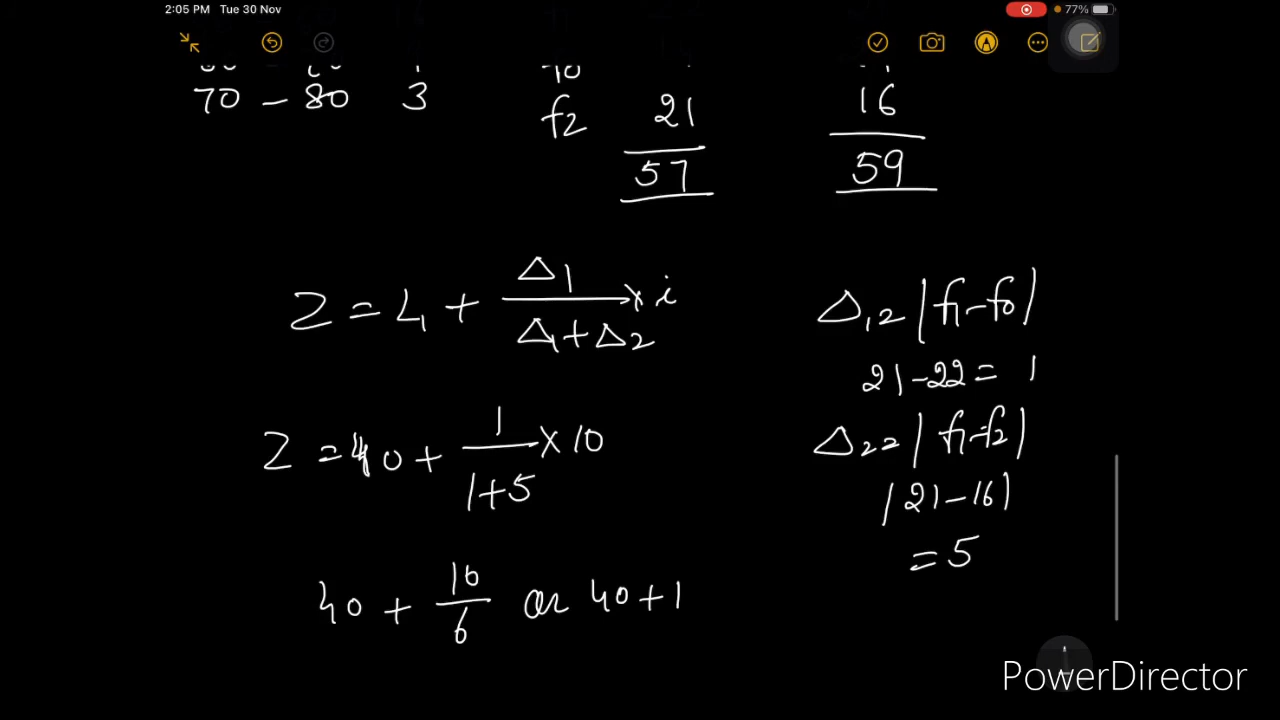 2:05 PM Tue 30 Nov
77%
70 - 80 3
f2 21 16
57 59
Z = L1 + Δ1 / Δ1 + Δ2 × i
Δ1 = |f1 - f0|
21 - 22 = 1
Z = 40 + 1 / 1+5 × 10
Δ2 = |f1 - f2|
|21 - 16|
= 5
40 + 10 / 6 or 40 + 1
PowerDirector